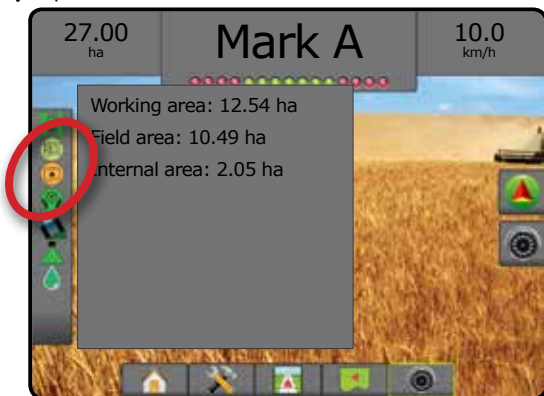 27.00
ha
Mark A
10.0
km/h
Working area: 12.54 ha
Field area: 10.49 ha
Internal area: 2.05 ha